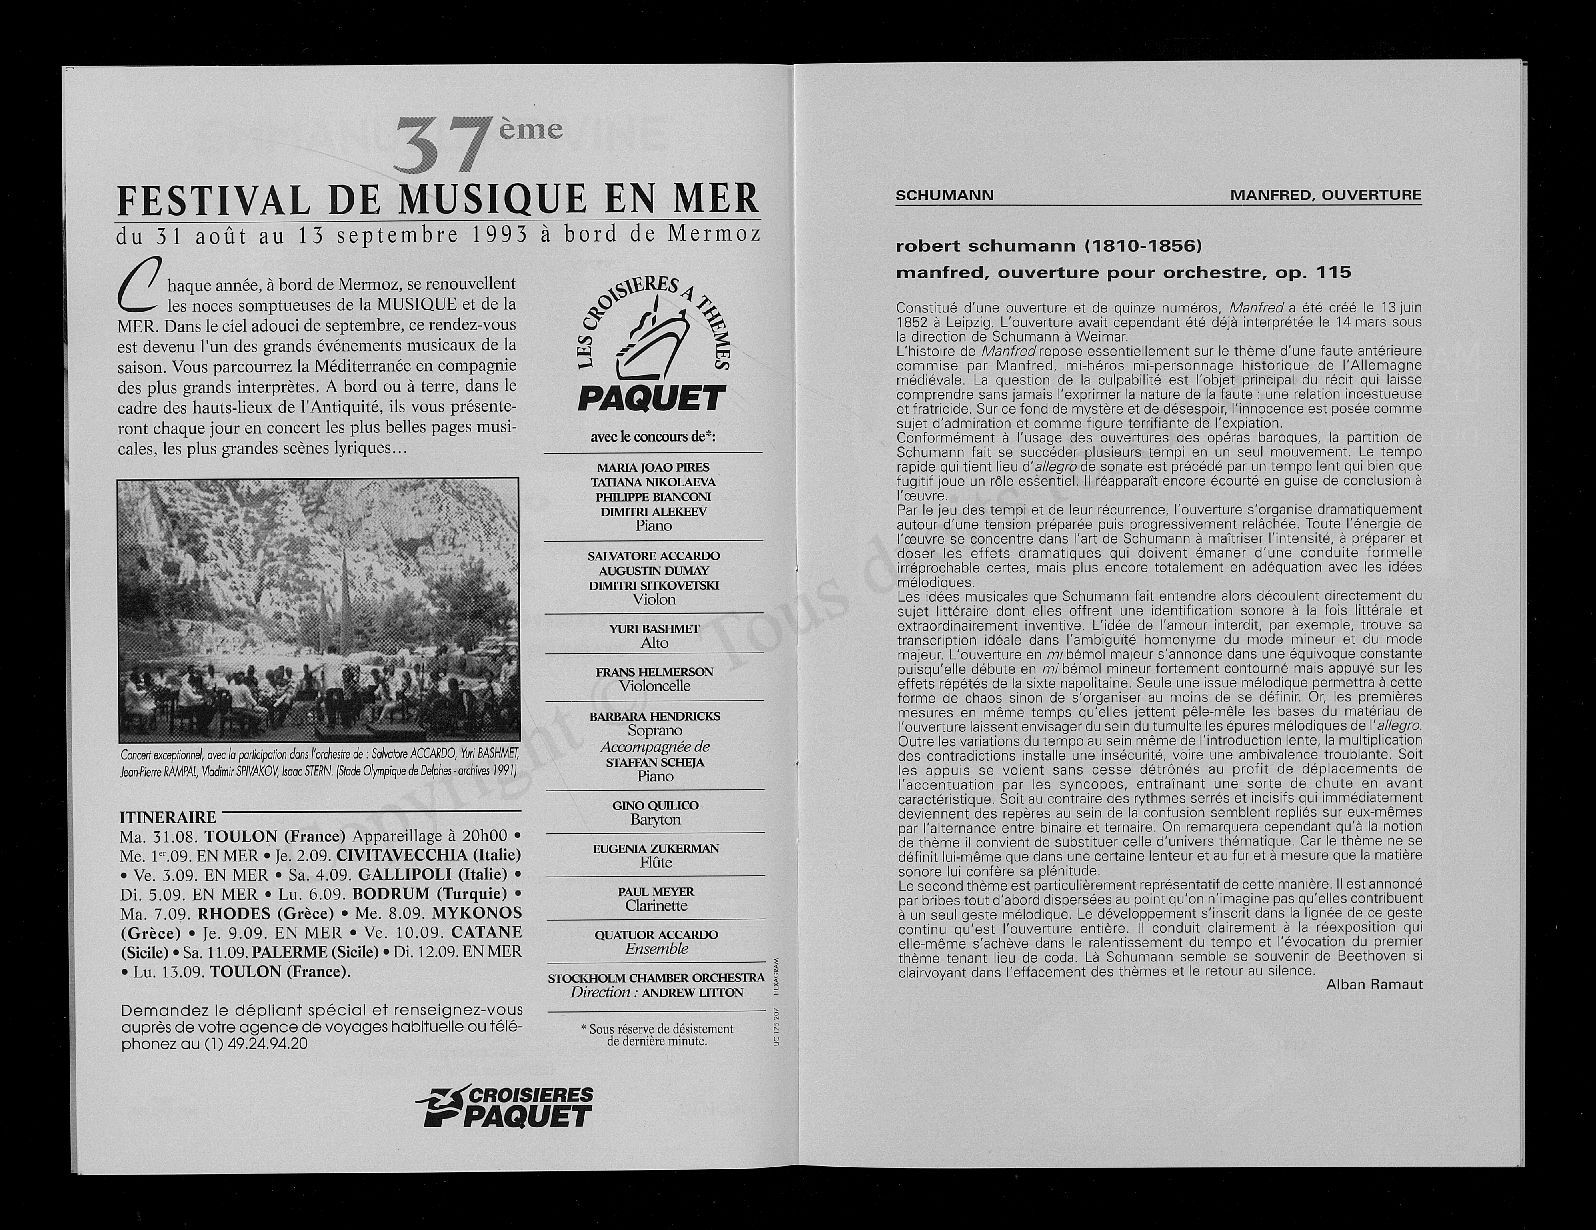 37ème
FESTIVAL DE MUSIQUE EN MER
du 31 août au 13 septembre 1993 à bord de Mermoz
Chaque année, à bord de Mermoz, se renouvellent
les noces somptueuses de la MUSIQUE et de la
MER. Dans le ciel adouci de septembre, ce rendez-vous
est devenu l'un des grands événements musicaux de la
saison. Vous parcourrez la Méditerranée en compagnie
des plus grands interprètes. A bord ou à terre, dans le
cadre des hauts-lieux de l'Antiquité, ils vous présente-
ront chaque jour en concert les plus belles pages musi-
cales, les plus grandes scènes lyriques...
Concert exceptionnel, avec la participation dans l'orchestre de : Salvatore ACCARDO, Yuri BASHMET,
Jean-Pierre RAMPAL, Vladimir SPIVAKOV, Isaac STERN. (Stade Olympique de Delphes - archives 1991)
ITINERAIRE
Ma. 31.08. TOULON (France) Appareillage à 20h00 •
Me. 1er.09. EN MER • Je. 2.09. CIVITAVECCHIA (Italie)
• Ve. 3.09. EN MER • Sa. 4.09. GALLIPOLI (Italie) •
Di. 5.09. EN MER • Lu. 6.09. BODRUM (Turquie) •
Ma. 7.09. RHODES (Grèce) • Me. 8.09. MYKONOS
(Grèce) • Je. 9.09. EN MER • Ve. 10.09. CATANE
(Sicile) • Sa. 11.09. PALERME (Sicile) • Di. 12.09. EN MER
• Lu. 13.09. TOULON (France).
Demandez le dépliant spécial et renseignez-vous
auprès de votre agence de voyages habituelle ou télé-
phonez au (1) 49.24.94.20
LES CROISIERES A THEMES
PAQUET
avec le concours de*:
MARIA JOAO PIRES
TATIANA NIKOLAEVA
PHILIPPE BIANCONI
DIMITRI ALEKEEV
Piano
SALVATORE ACCARDO
AUGUSTIN DUMAY
DIMITRI SITKOVETSKI
Violon
YURI BASHMET
Alto
FRANS HELMERSON
Violoncelle
BARBARA HENDRICKS
Soprano
Accompagnée de
STAFFAN SCHEJA
Piano
GINO QUILICO
Baryton
EUGENIA ZUKERMAN
Flûte
PAUL MEYER
Clarinette
QUATUOR ACCARDO
Ensemble
STOCKHOLM CHAMBER ORCHESTRA
Direction : ANDREW LITTON
* Sous réserve de désistement
de dernière minute.
CROISIERES
PAQUET
SCHUMANN MANFRED, OUVERTURE
robert schumann (1810-1856)
manfred, ouverture pour orchestre, op. 115
Constitué d'une ouverture et de quinze numéros, Manfred a été créé le 13 juin
1852 à Leipzig. L'ouverture avait cependant été déjà interprétée le 14 mars sous
la direction de Schumann à Weimar.
L'histoire de Manfred repose essentiellement sur le thème d'une faute antérieure
commise par Manfred, mi-héros mi-personnage historique de l'Allemagne
médiévale. La question de la culpabilité est l'objet principal du récit qui laisse
comprendre sans jamais l'exprimer la nature de la faute : une relation incestueuse
et fratricide. Sur ce fond de mystère et de désespoir, l'innocence est posée comme
sujet d'admiration et comme figure terrifiante de l'expiation.
Conformément à l'usage des ouvertures des opéras baroques, la partition de
Schumann fait se succéder plusieurs tempi en un seul mouvement. Le tempo
rapide qui tient lieu d'allegro de sonate est précédé par un tempo lent qui bien que
fugitif joue un rôle essentiel. Il réapparaît encore écourté en guise de conclusion à
l'œuvre.
Par le jeu des tempi et de leur récurrence, l'ouverture s'organise dramatiquement
autour d'une tension préparée puis progressivement relâchée. Toute l'énergie de
l'œuvre se concentre dans l'art de Schumann à maîtriser l'intensité, à préparer et
doser les effets dramatiques qui doivent émaner d'une conduite formelle
irréprochable certes, mais plus encore totalement en adéquation avec les idées
mélodiques.
Les idées musicales que Schumann fait entendre alors découlent directement du
sujet littéraire dont elles offrent une identification sonore à la fois littérale et
extraordinairement inventive. L'idée de l'amour interdit, par exemple, trouve sa
transcription idéale dans l'ambiguïté homonyme du mode mineur et du mode
majeur. L'ouverture en mi bémol majeur s'annonce dans une équivoque constante
puisqu'elle débute en mi bémol mineur fortement contourné mais appuyé sur les
effets répétés de la sixte napolitaine. Seule une issue mélodique permettra à cette
forme de chaos sinon de s'organiser au moins de se définir. Or, les premières
mesures en même temps qu'elles jettent pêle-mêle les bases du matériau de
l'ouverture laissent envisager du sein du tumulte les épures mélodiques de l'allegro.
Outre les variations du tempo au sein même de l'introduction lente, la multiplication
des contradictions installe une insécurité, voire une ambivalence troublante. Soit
les appuis se voient sans cesse détrônés au profit de déplacements de
l'accentuation par les syncopes, entraînant une sorte de chute en avant
caractéristique. Soit au contraire des rythmes serrés et incisifs qui immédiatement
deviennent des repères au sein de la confusion semblent repliés sur eux-mêmes
par l'alternance entre binaire et ternaire. On remarquera cependant qu'à la notion
de thème il convient de substituer celle d'univers thématique. Car le thème ne se
définit lui-même que dans une certaine lenteur et au fur et à mesure que la matière
sonore lui confère sa plénitude.
Le second thème est particulièrement représentatif de cette manière. Il est annoncé
par bribes tout d'abord dispersées au point qu'on n'imagine pas qu'elles contribuent
à un seul geste mélodique. Le développement s'inscrit dans la lignée de ce geste
continu qu'est l'ouverture entière. Il conduit clairement à la réexposition qui
elle-même s'achève dans le ralentissement du tempo et l'évocation du premier
thème tenant lieu de coda. Là Schumann semble se souvenir de Beethoven si
clairvoyant dans l'effacement des thèmes et le retour au silence.
Alban Ramaut